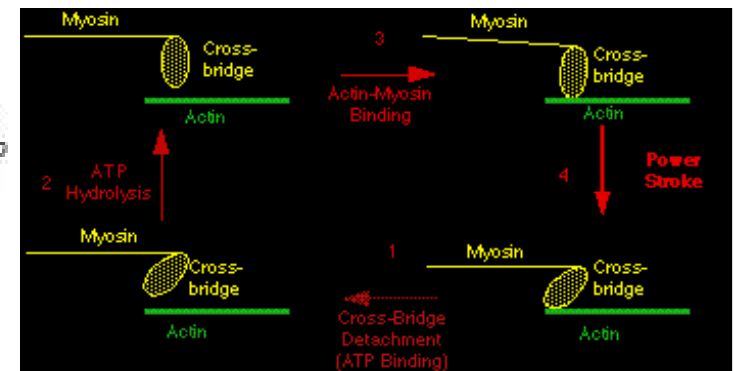 Myosin
Cross-
bridge
Actin
3
Actin-Myosin
Binding
Myosin
Cross-
bridge
Actin
2
ATP
Hydrolysis
4
Power
Stroke
Myosin
Cross-
bridge
Actin
1
Cross-Bridge
Detachment
(ATP Binding)
Myosin
Cross-
bridge
Actin